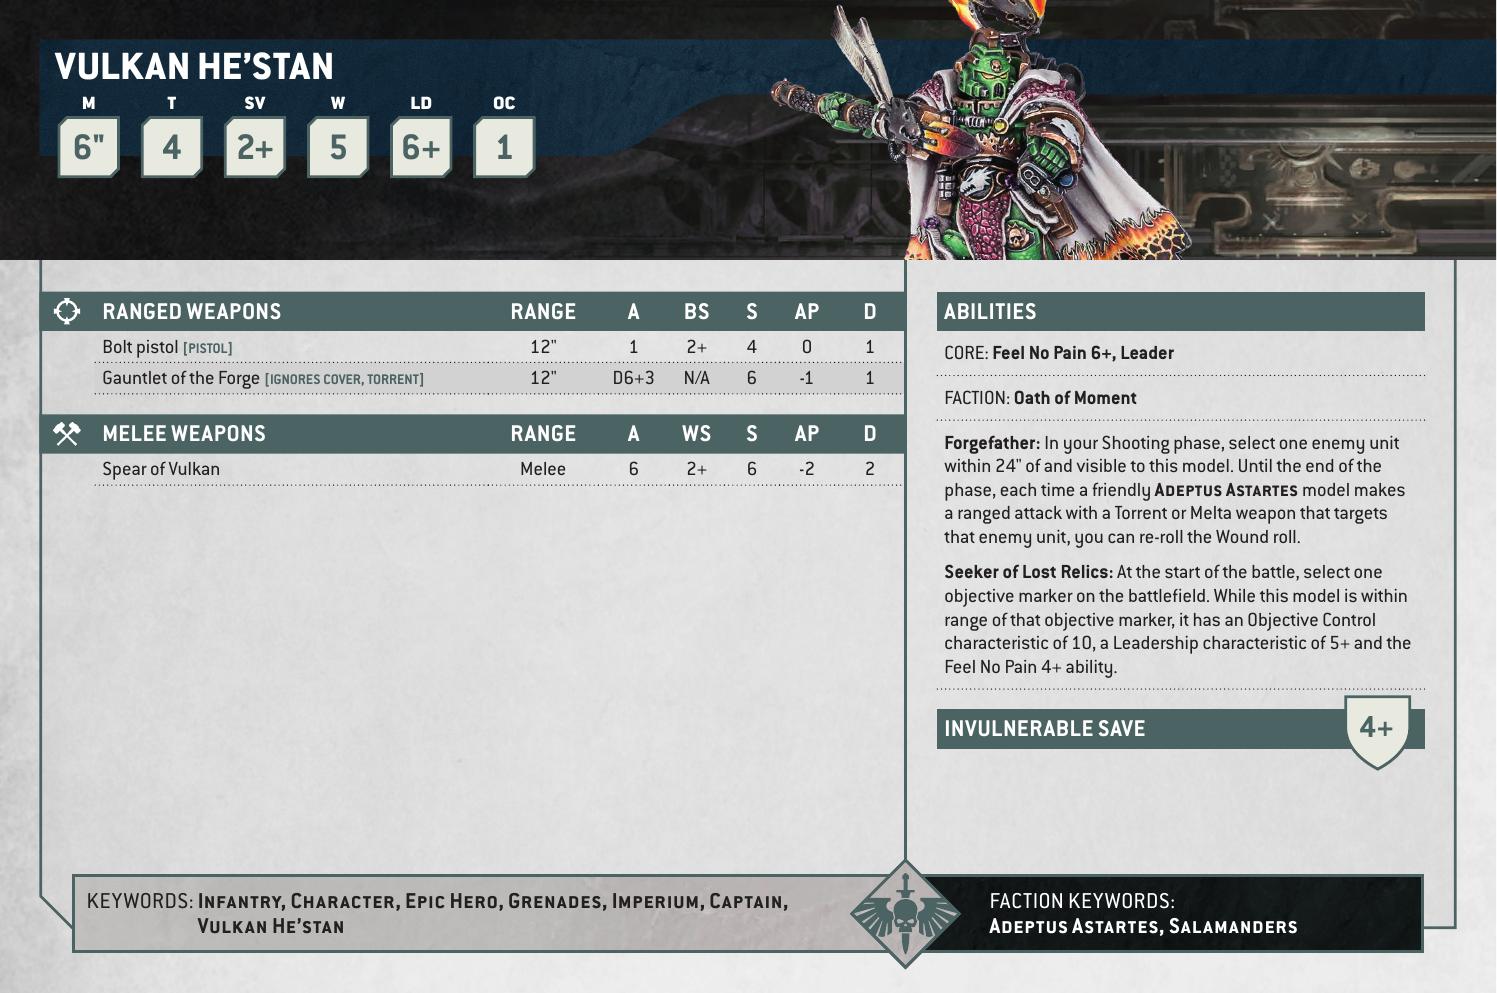 VULKAN HE'STAN
M T SV W LD OC
6" 4 2+ 5 6+ 1
RANGED WEAPONS RANGE A BS S AP D
Bolt pistol [PISTOL] 12" 1 2+ 4 0 1
Gauntlet of the Forge [IGNORES COVER, TORRENT] 12" D6+3 N/A 6 -1 1
MELEE WEAPONS RANGE A WS S AP D
Spear of Vulkan Melee 6 2+ 6 -2 2
ABILITIES
CORE: Feel No Pain 6+, Leader
FACTION: Oath of Moment
Forgefather: In your Shooting phase, select one enemy unit
within 24" of and visible to this model. Until the end of the
phase, each time a friendly ADEPTUS ASTARTES model makes
a ranged attack with a Torrent or Melta weapon that targets
that enemy unit, you can re-roll the Wound roll.
Seeker of Lost Relics: At the start of the battle, select one
objective marker on the battlefield. While this model is within
range of that objective marker, it has an Objective Control
characteristic of 10, a Leadership characteristic of 5+ and the
Feel No Pain 4+ ability.
INVULNERABLE SAVE 4+
KEYWORDS: INFANTRY, CHARACTER, EPIC HERO, GRENADES, IMPERIUM, CAPTAIN,
VULKAN HE'STAN
FACTION KEYWORDS:
ADEPTUS ASTARTES, SALAMANDERS